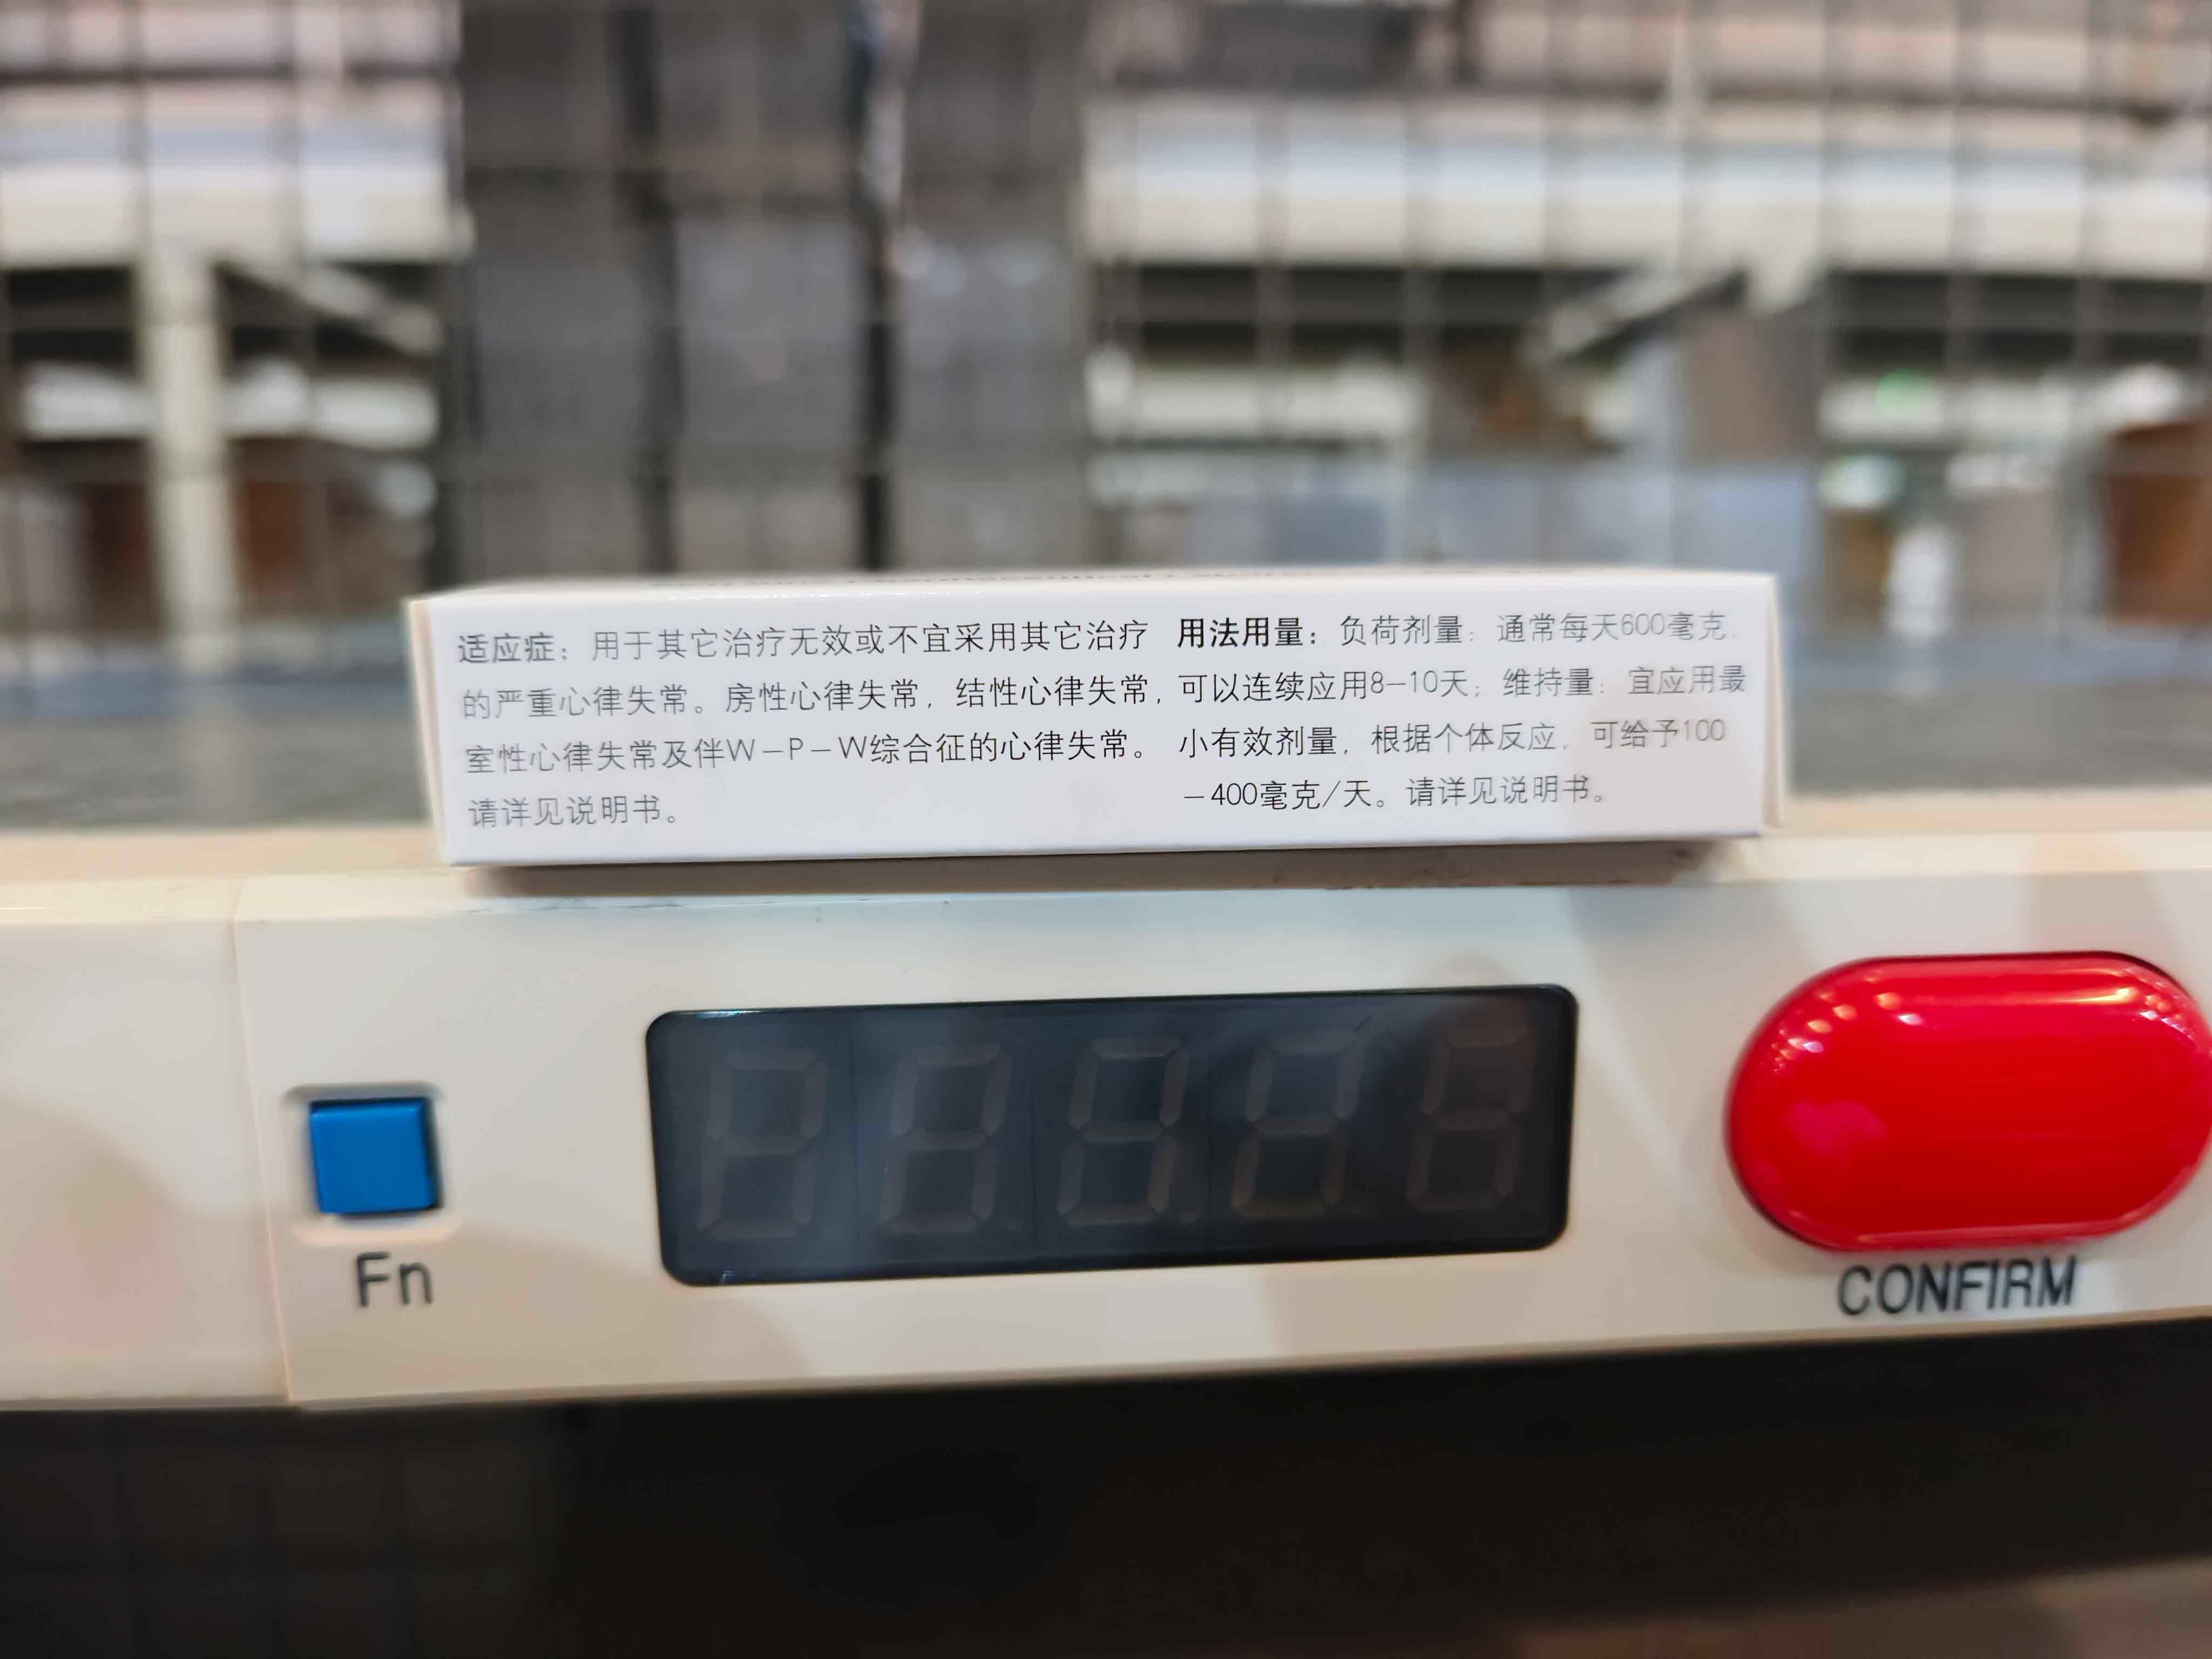 适应症：用于其它治疗无效或不宜采用其它治疗
的严重心律失常。房性心律失常，结性心律失常，
室性心律失常及伴W－P－W综合征的心律失常。
请详见说明书。
用法用量：负荷剂量：通常每天600毫克，
可以连续应用8－10天；维持量：宜应用最
小有效剂量，根据个体反应，可给予100
－400毫克/天。请详见说明书。
Fn
CONFIRM